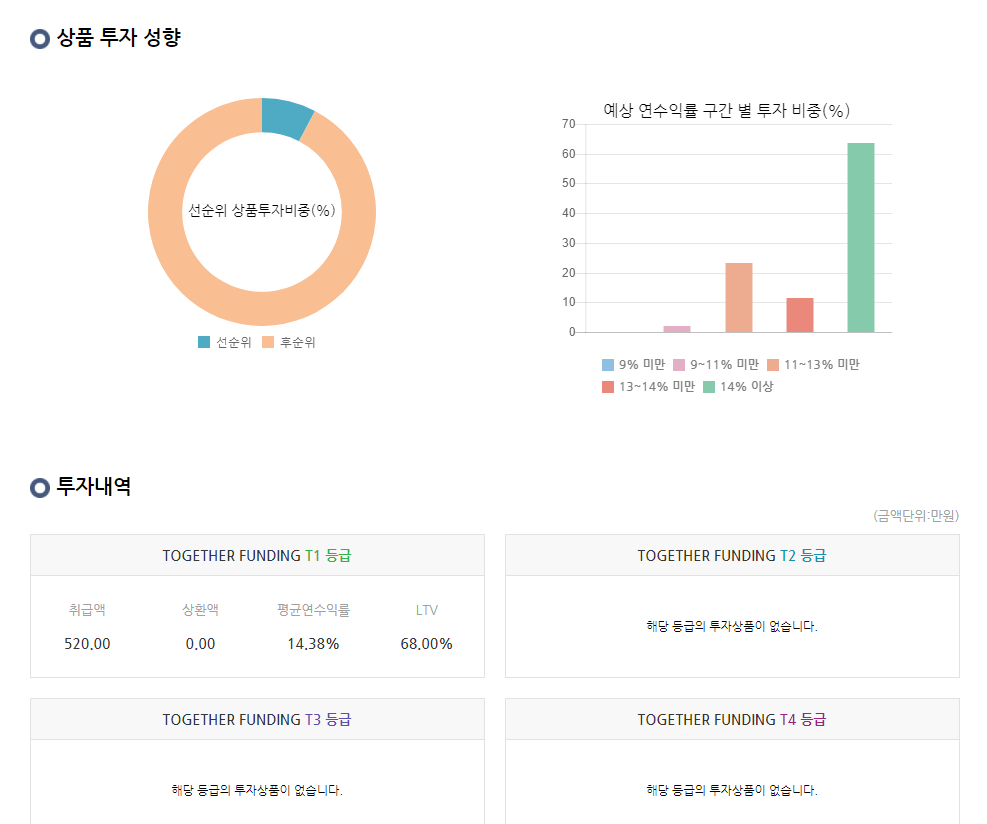 상품 투자 성향
선순위 상품투자비중(%)
선순위 후순위
예상 연수익률 구간 별 투자 비중(%)
70
60
50
40
30
20
10
0
9% 미만 9~11% 미만 11~13% 미만
13~14% 미만 14% 이상
투자내역
(금액단위:만원)
TOGETHER FUNDING T1 등급
취급액 상환액 평균연수익률 LTV
520.00 0.00 14.38% 68.00%
TOGETHER FUNDING T2 등급
해당 등급의 투자상품이 없습니다.
TOGETHER FUNDING T3 등급
해당 등급의 투자상품이 없습니다.
TOGETHER FUNDING T4 등급
해당 등급의 투자상품이 없습니다.